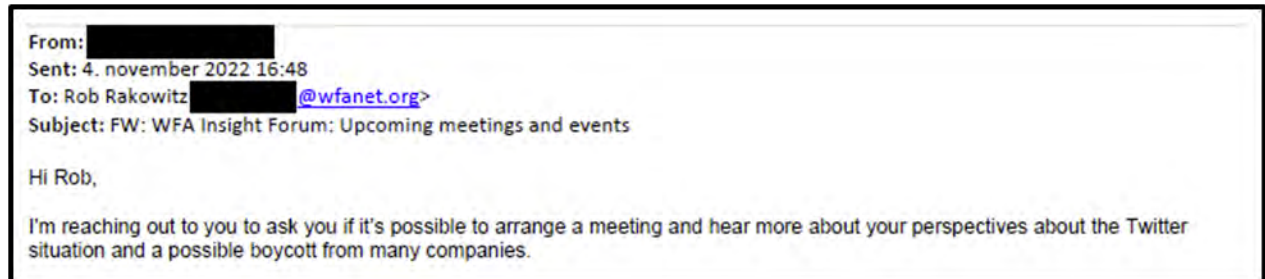 From:
Sent: 4. november 2022 16:48
To: Rob Rakowitz @wfanet.org>
Subject: FW: WFA Insight Forum: Upcoming meetings and events
Hi Rob,
I'm reaching out to you to ask you if it's possible to arrange a meeting and hear more about your perspectives about the Twitter
situation and a possible boycott from many companies.